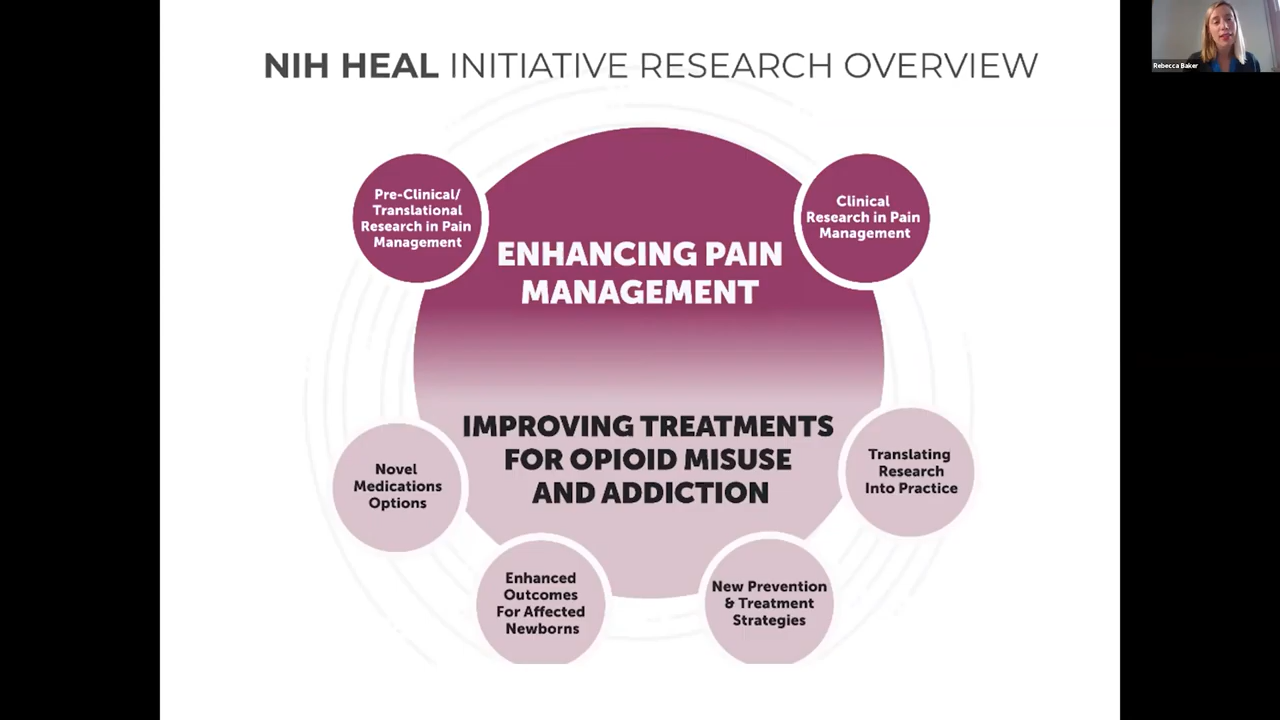 NIH HEAL INITIATIVE RESEARCH OVERVIEW
Rebecca Baker
Pre-Clinical/
Translational
Research in Pain
Management
Clinical
Research in Pain
Management
ENHANCING PAIN
MANAGEMENT
IMPROVING TREATMENTS
FOR OPIOID MISUSE
AND ADDICTION
Novel
Medications
Options
Translating
Research
Into Practice
Enhanced
Outcomes
For Affected
Newborns
New Prevention
& Treatment
Strategies